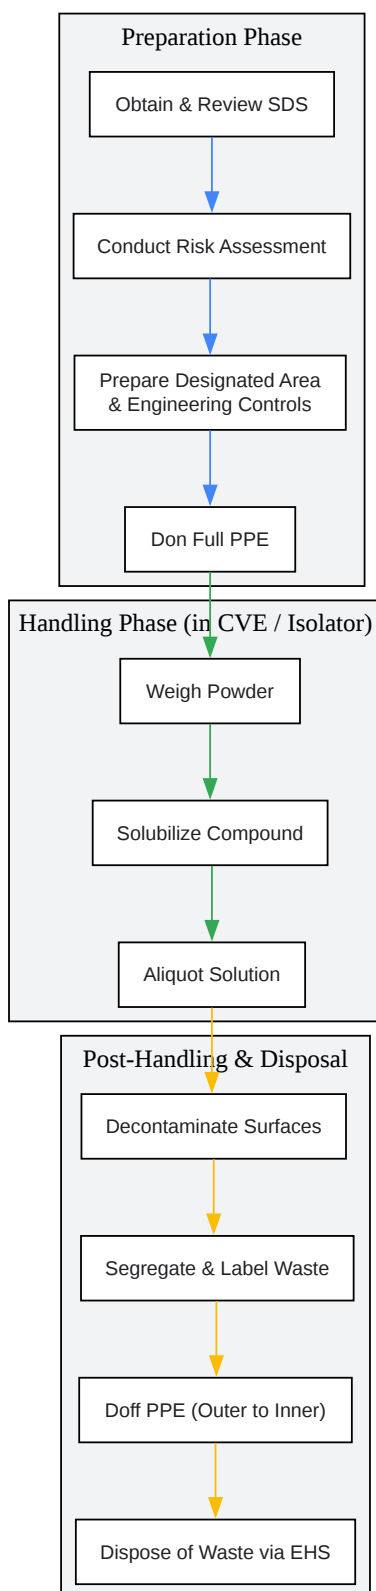 Preparation Phase
Obtain & Review SDS
Conduct Risk Assessment
Prepare Designated Area
& Engineering Controls
Don Full PPE
Handling Phase (in CVE / Isolator)
Weigh Powder
Solubilize Compound
Aliquot Solution
Post-Handling & Disposal
Decontaminate Surfaces
Segregate & Label Waste
Doff PPE (Outer to Inner)
Dispose of Waste via EHS